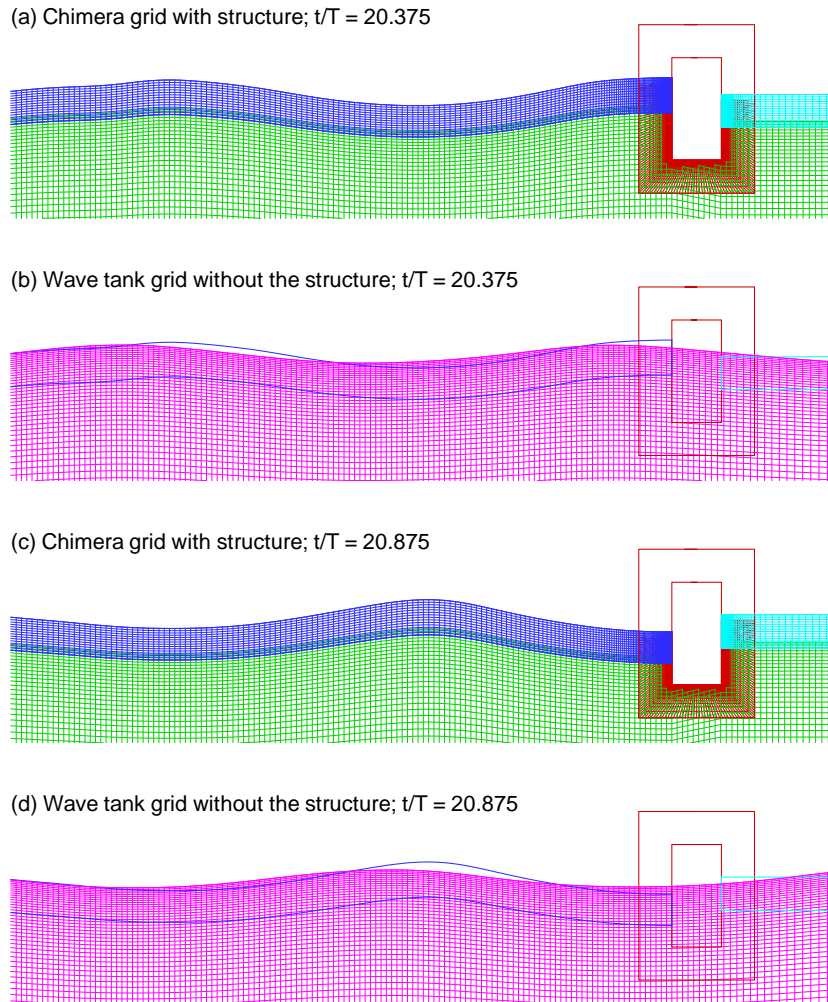 (a) Chimera grid with structure; t/T = 20.375
(b) Wave tank grid without the structure; t/T = 20.375
(c) Chimera grid with structure; t/T = 20.875
(d) Wave tank grid without the structure; t/T = 20.875